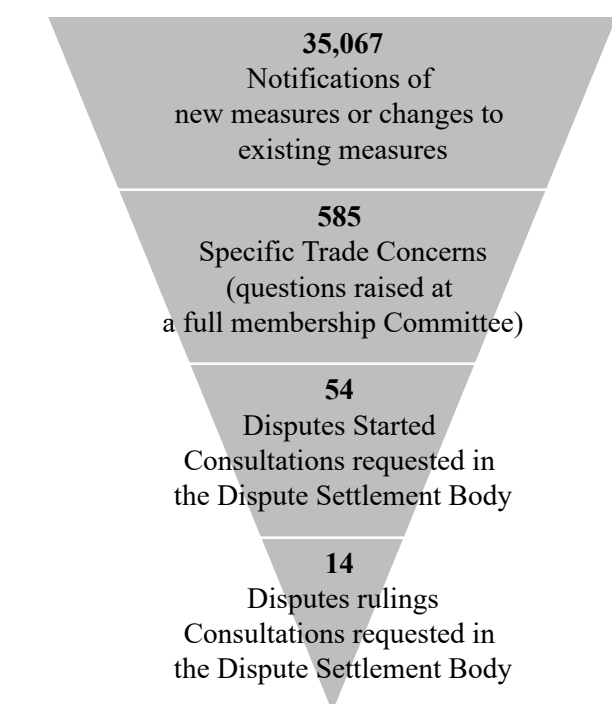 35,067
Notifications of
new measures or changes to
existing measures
585
Specific Trade Concerns
(questions raised at
a full membership Committee)
54
Disputes Started
Consultations requested in
the Dispute Settlement Body
14
Disputes rulings
Consultations requested in
the Dispute Settlement Body